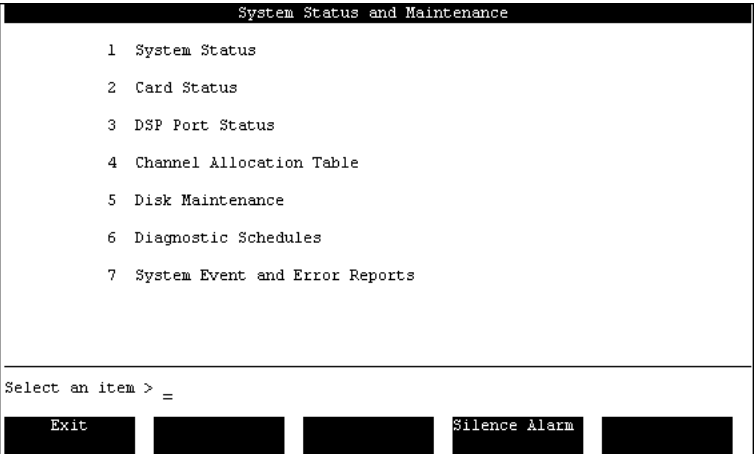 System Status and Maintenance
1 System Status
2 Card Status
3 DSP Port Status
4 Channel Allocation Table
5 Disk Maintenance
6 Diagnostic Schedules
7 System Event and Error Reports
Select an item > _
Exit Silence Alarm